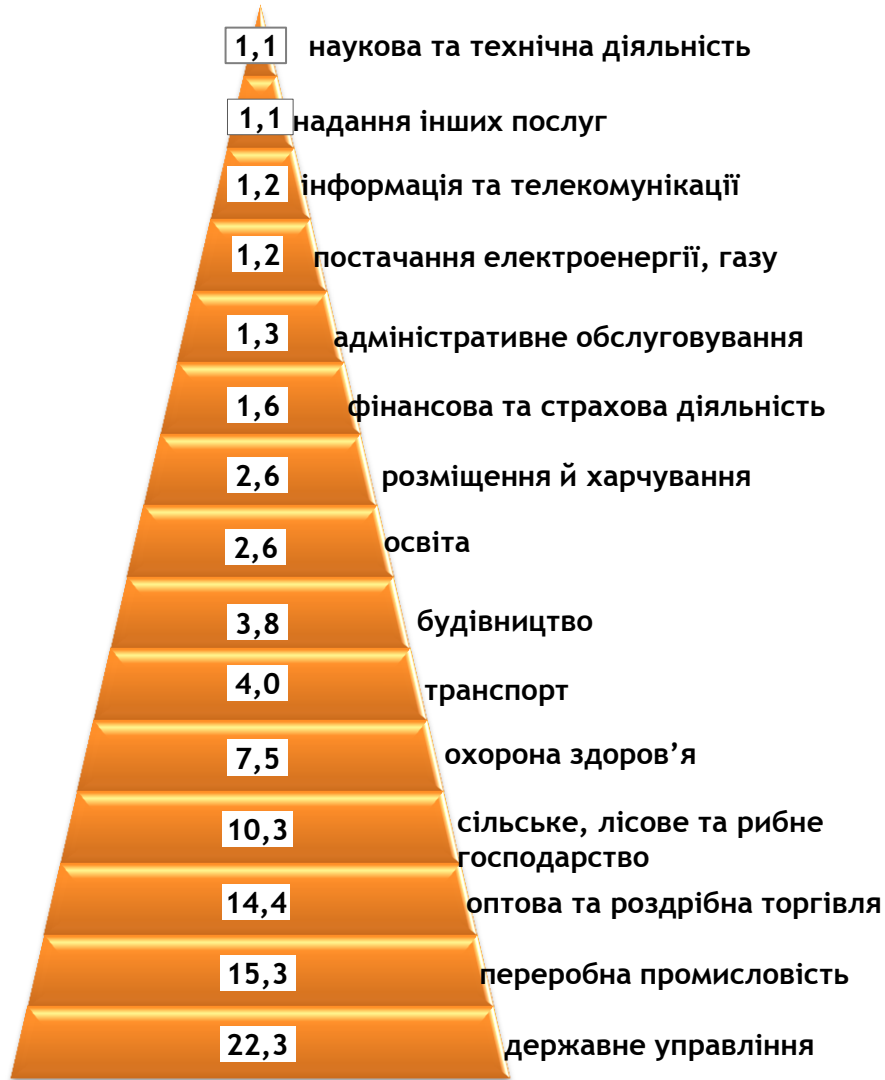 1,1 наукова та технічна діяльність
1,1 надання інших послуг
1,2 інформація та телекомунікації
1,2 постачання електроенергії, газу
1,3 адміністративне обслуговування
1,6 фінансова та страхова діяльність
2,6 розміщення й харчування
2,6 освіта
3,8 будівництво
4,0 транспорт
7,5 охорона здоров’я
10,3 сільське, лісове та рибне
господарство
14,4 оптова та роздрібна торгівля
15,3 переробна промисловість
22,3 державне управління